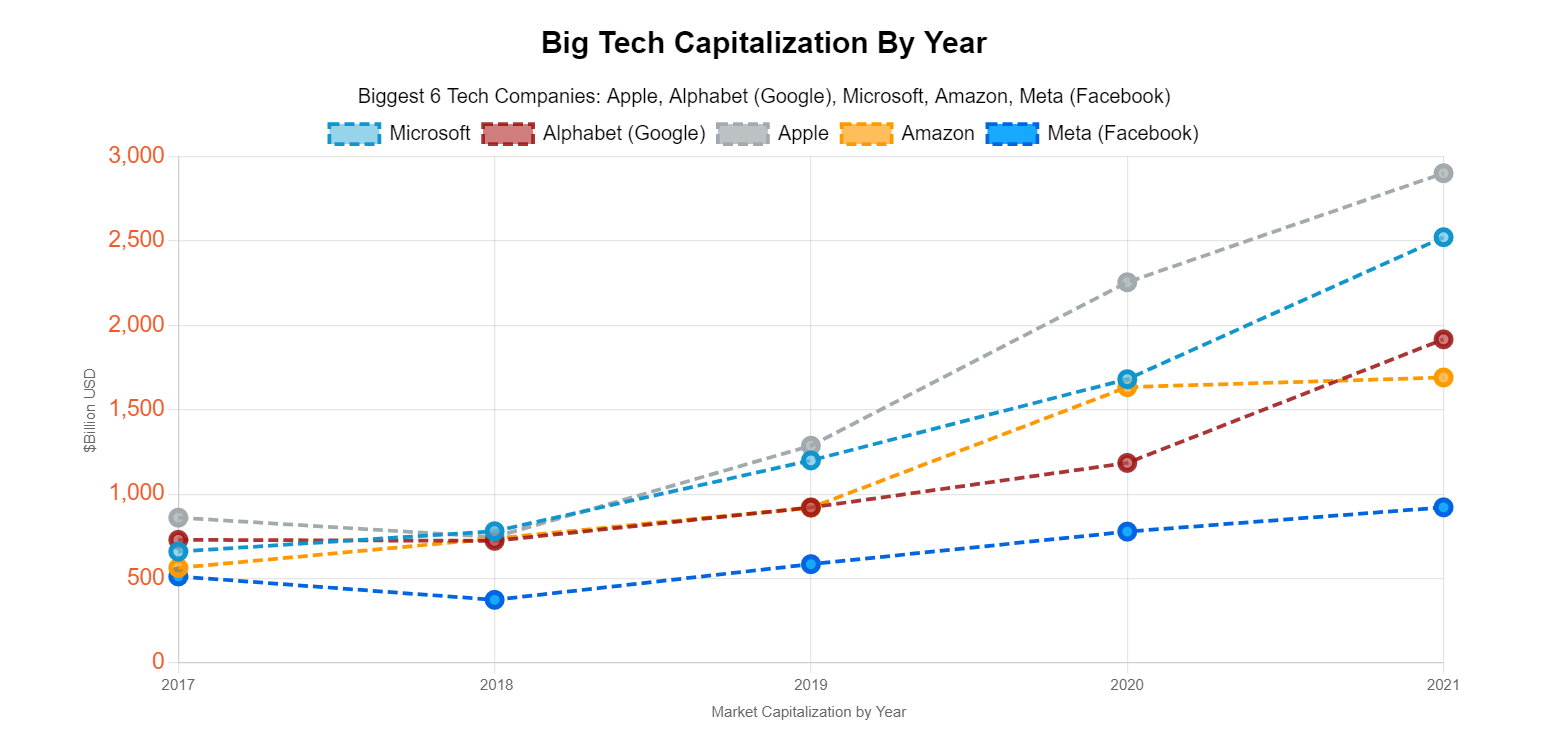 Big Tech Capitalization By Year
Biggest 6 Tech Companies: Apple, Alphabet (Google), Microsoft, Amazon, Meta (Facebook)
Microsoft Alphabet (Google) Apple Amazon Meta (Facebook)
3,000
2,500
2,000
1,500
1,000
500
0
$Billion USD
2017 2018 2019 2020 2021
Market Capitalization by Year